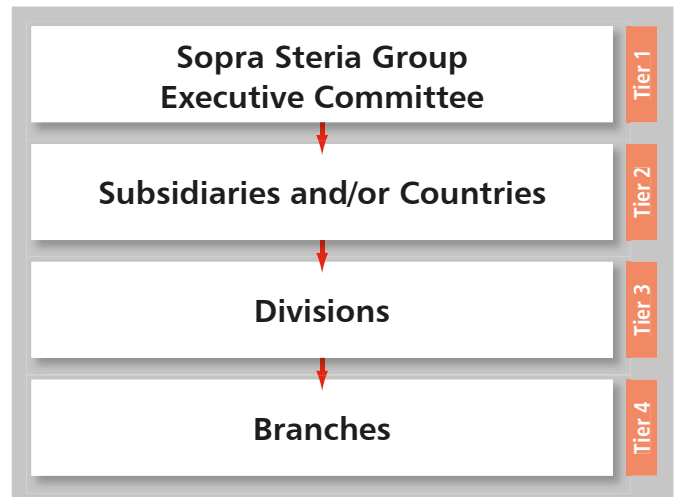 Sopra Steria Group
Executive Committee
Tier 1
Subsidiaries and/or Countries
Tier 2
Divisions
Tier 3
Branches
Tier 4